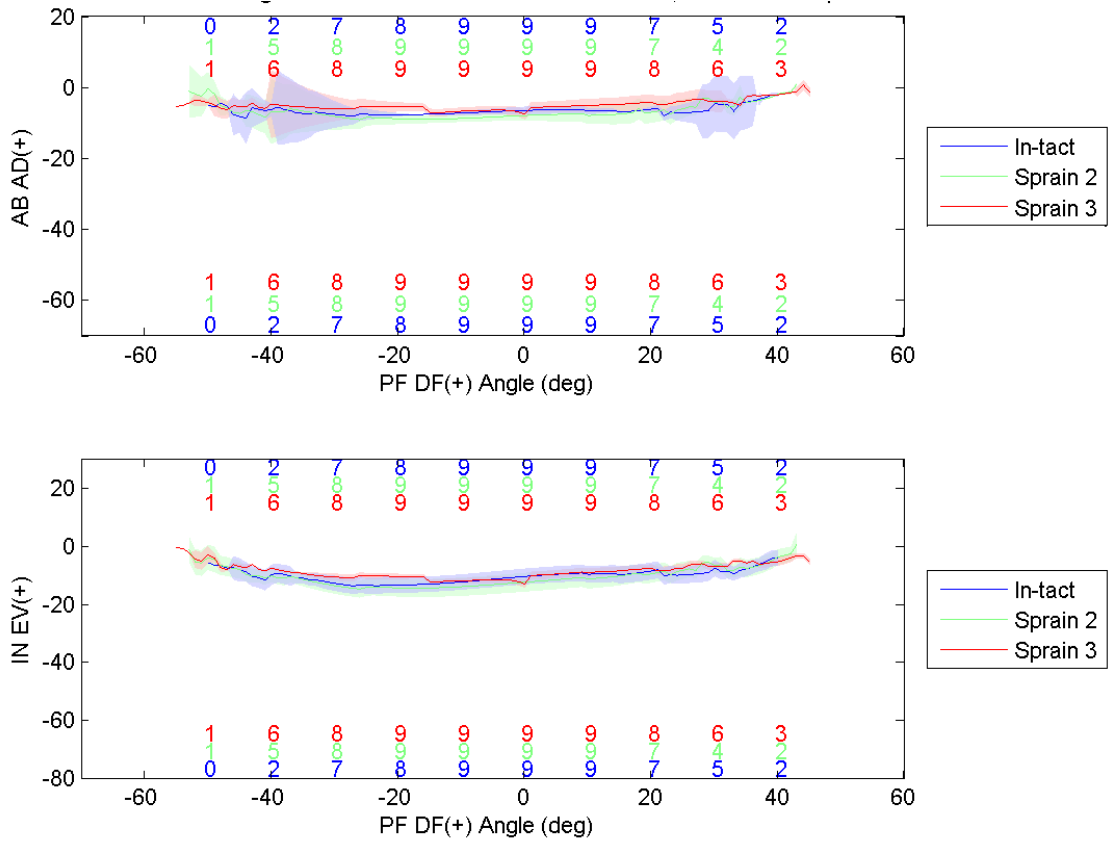 20
0 2 7 8 9 9 9 7 5 2
1 5 8 9 9 9 9 7 4 2
1 6 8 9 9 9 9 8 6 3
0
-20
-40
-60
AB AD(+)
In-tact
Sprain 2
Sprain 3
1 6 8 9 9 9 9 8 6 3
1 5 8 9 9 9 9 7 4 2
0 2 7 8 9 9 9 7 5 2
-60 -40 -20 0 20 40 60
PF DF(+) Angle (deg)
0 2 7 8 9 9 9 7 5 2
20
1 5 8 9 9 9 9 7 4 2
1 6 8 9 9 9 9 8 6 3
0
-20
-40
-60
-80
IN EV(+)
In-tact
Sprain 2
Sprain 3
1 6 8 9 9 9 9 8 6 3
1 5 8 9 9 9 9 7 4 2
0 2 7 8 9 9 9 7 5 2
-60 -40 -20 0 20 40 60
PF DF(+) Angle (deg)